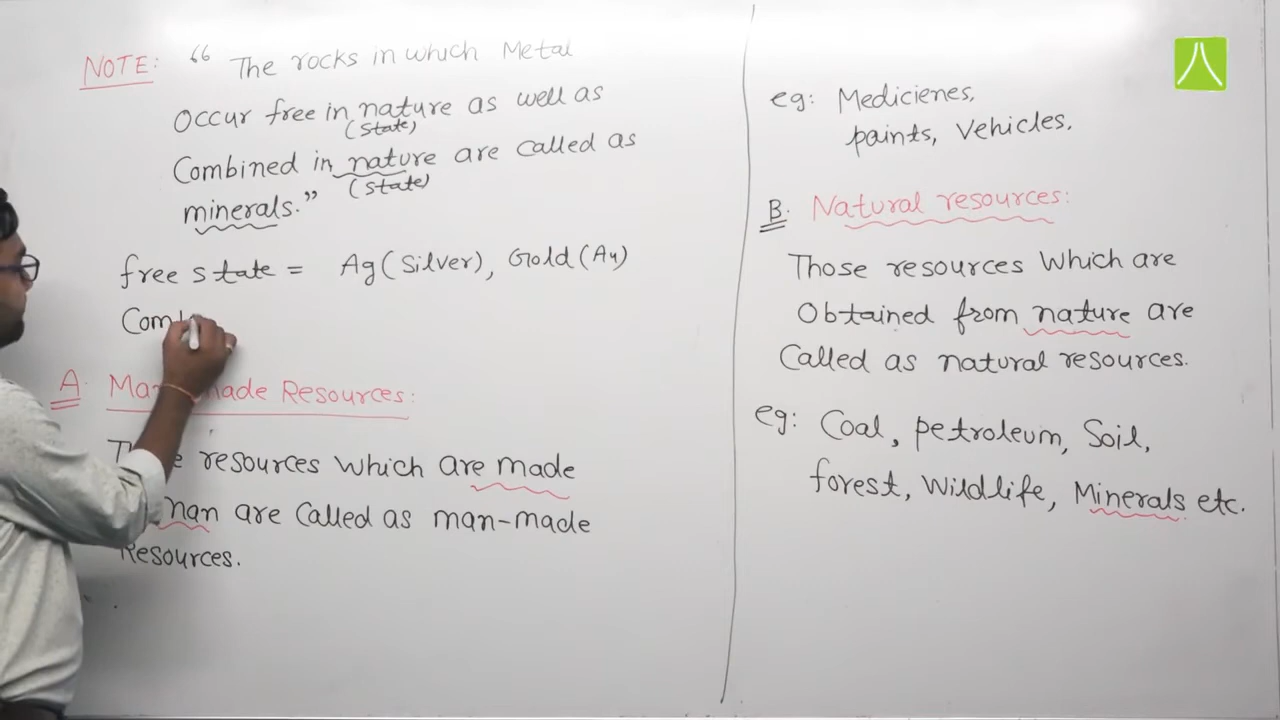 NOTE: “ The rocks in which Metal
Occur free in nature as well as
(state)
Combined in nature are called as
(state)
minerals.”
free state = Ag(Silver), Gold(Au)
Com
A. Man made Resources:
resources which are made
man are called as man-made
Resources.
eg: Medicienes,
paints, Vehicles.
B. Natural resources:
Those resources which are
Obtained from nature are
Called as natural resources.
eg: Coal, petroleum, Soil,
forest, Wildlife, Minerals etc.